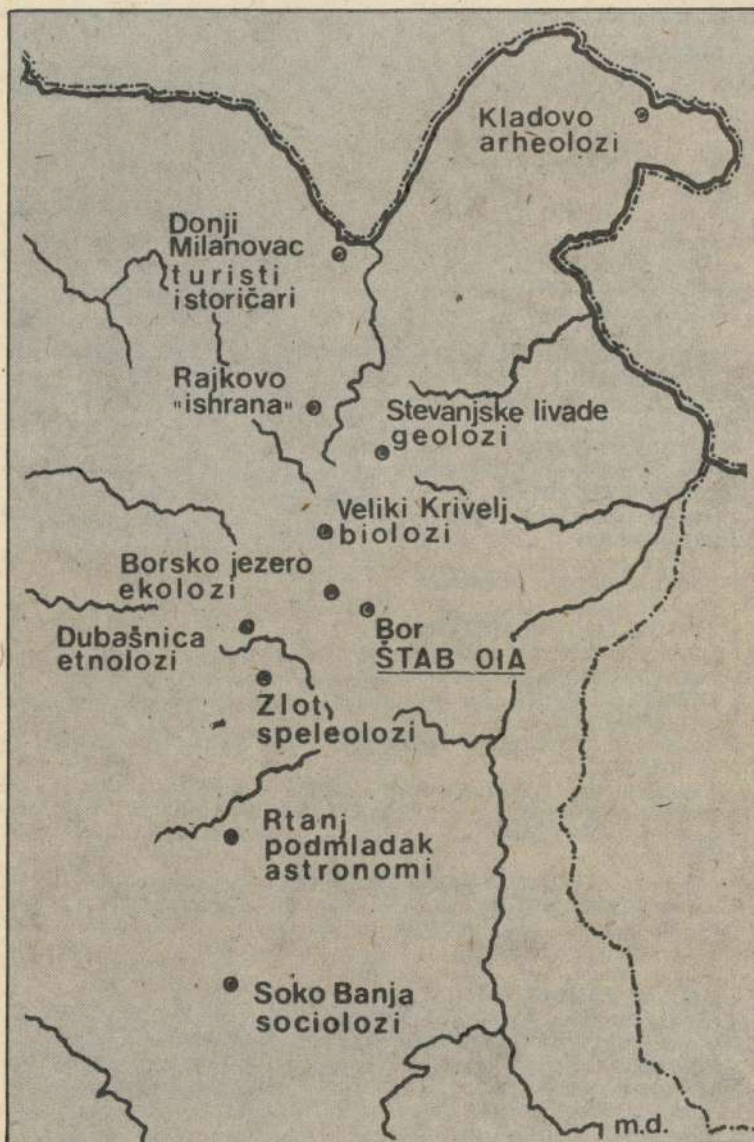 Kladovo
arheolozi
Donji
Milanovac
turisti
istoričari
Rajkovo
"ishrana"
Stevanjske livade
geolozi
Veliki Krivelj
biolozi
Borsko jezero
ekolozi
Bor
ŠTAB OIA
Dubašnica
etnolozi
Zlot
speleolozi
Rtanj
podmladak
astronomi
Soko Banja
sociolozi
m.d.